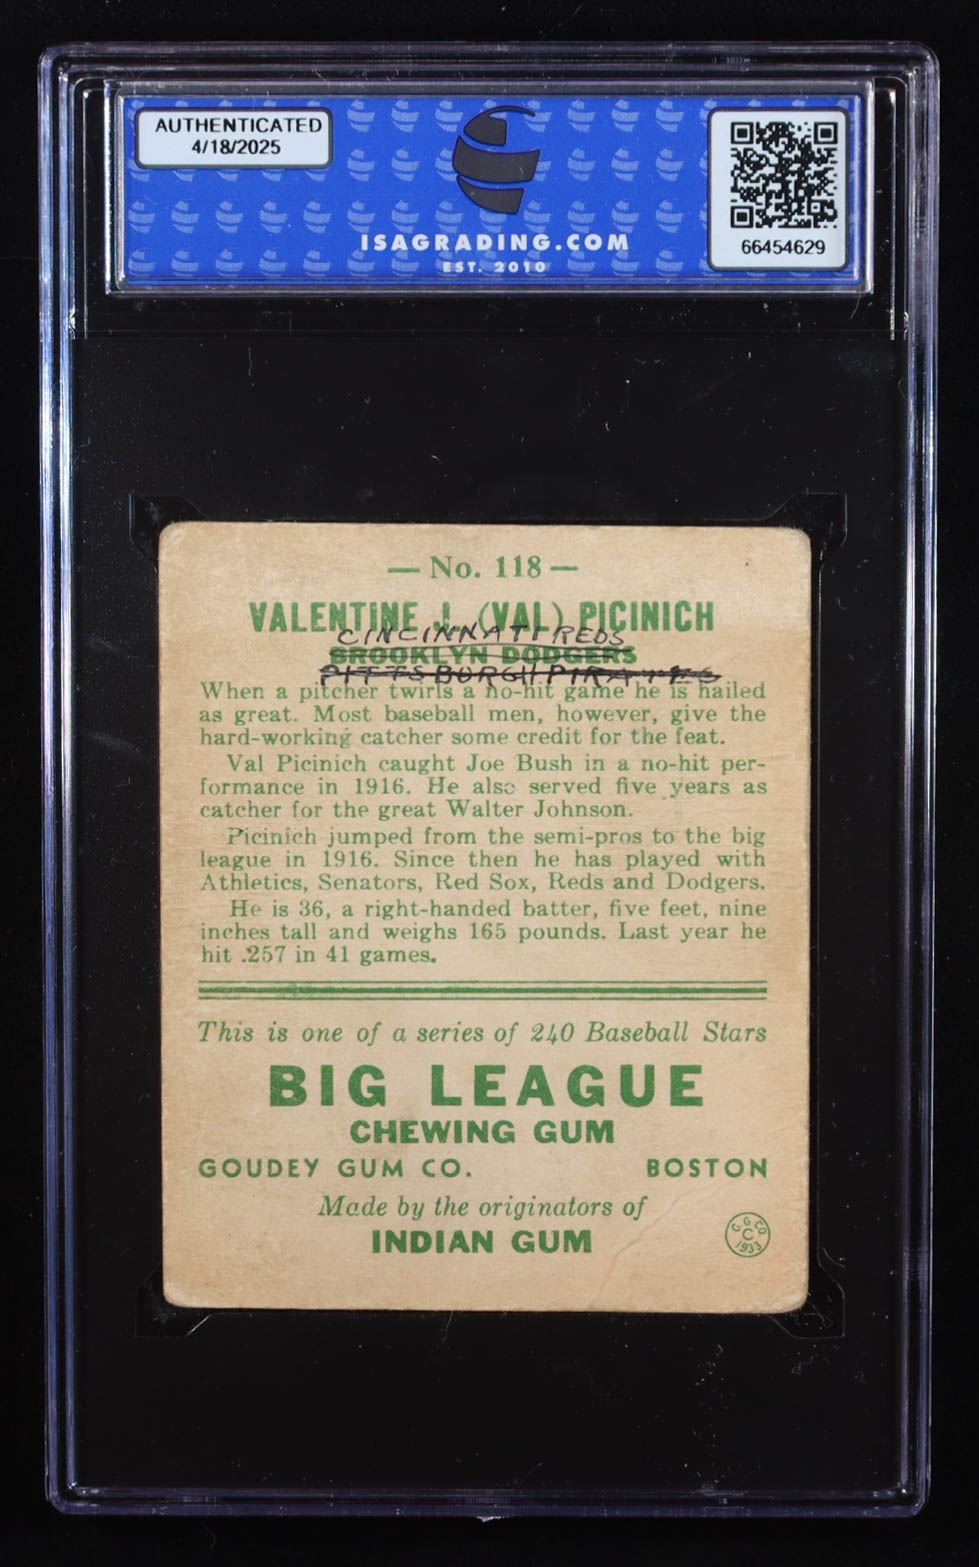 AUTHENTICATED
4/18/2025
ISAGRADING.COM
EST. 2010
66454629
— No. 118 —
VALENTINE J. (VAL) PICINICH
CINCINNATI REDS
BROOKLYN DODGERS
PITTSBURGH PIRATES
When a pitcher twirls a no-hit game he is hailed
as great. Most baseball men, however, give the
hard-working catcher some credit for the feat.
Val Picinich caught Joe Bush in a no-hit per-
formance in 1916. He also served five years as
catcher for the great Walter Johnson.
Picinich jumped from the semi-pros to the big
league in 1916. Since then he has played with
Athletics, Senators, Red Sox, Reds and Dodgers.
He is 36, a right-handed batter, five feet, nine
inches tall and weighs 165 pounds. Last year he
hit .257 in 41 games.
This is one of a series of 240 Baseball Stars
BIG LEAGUE
CHEWING GUM
GOUDEY GUM CO. BOSTON
Made by the originators of
INDIAN GUM
G. G. CO.
C
1933